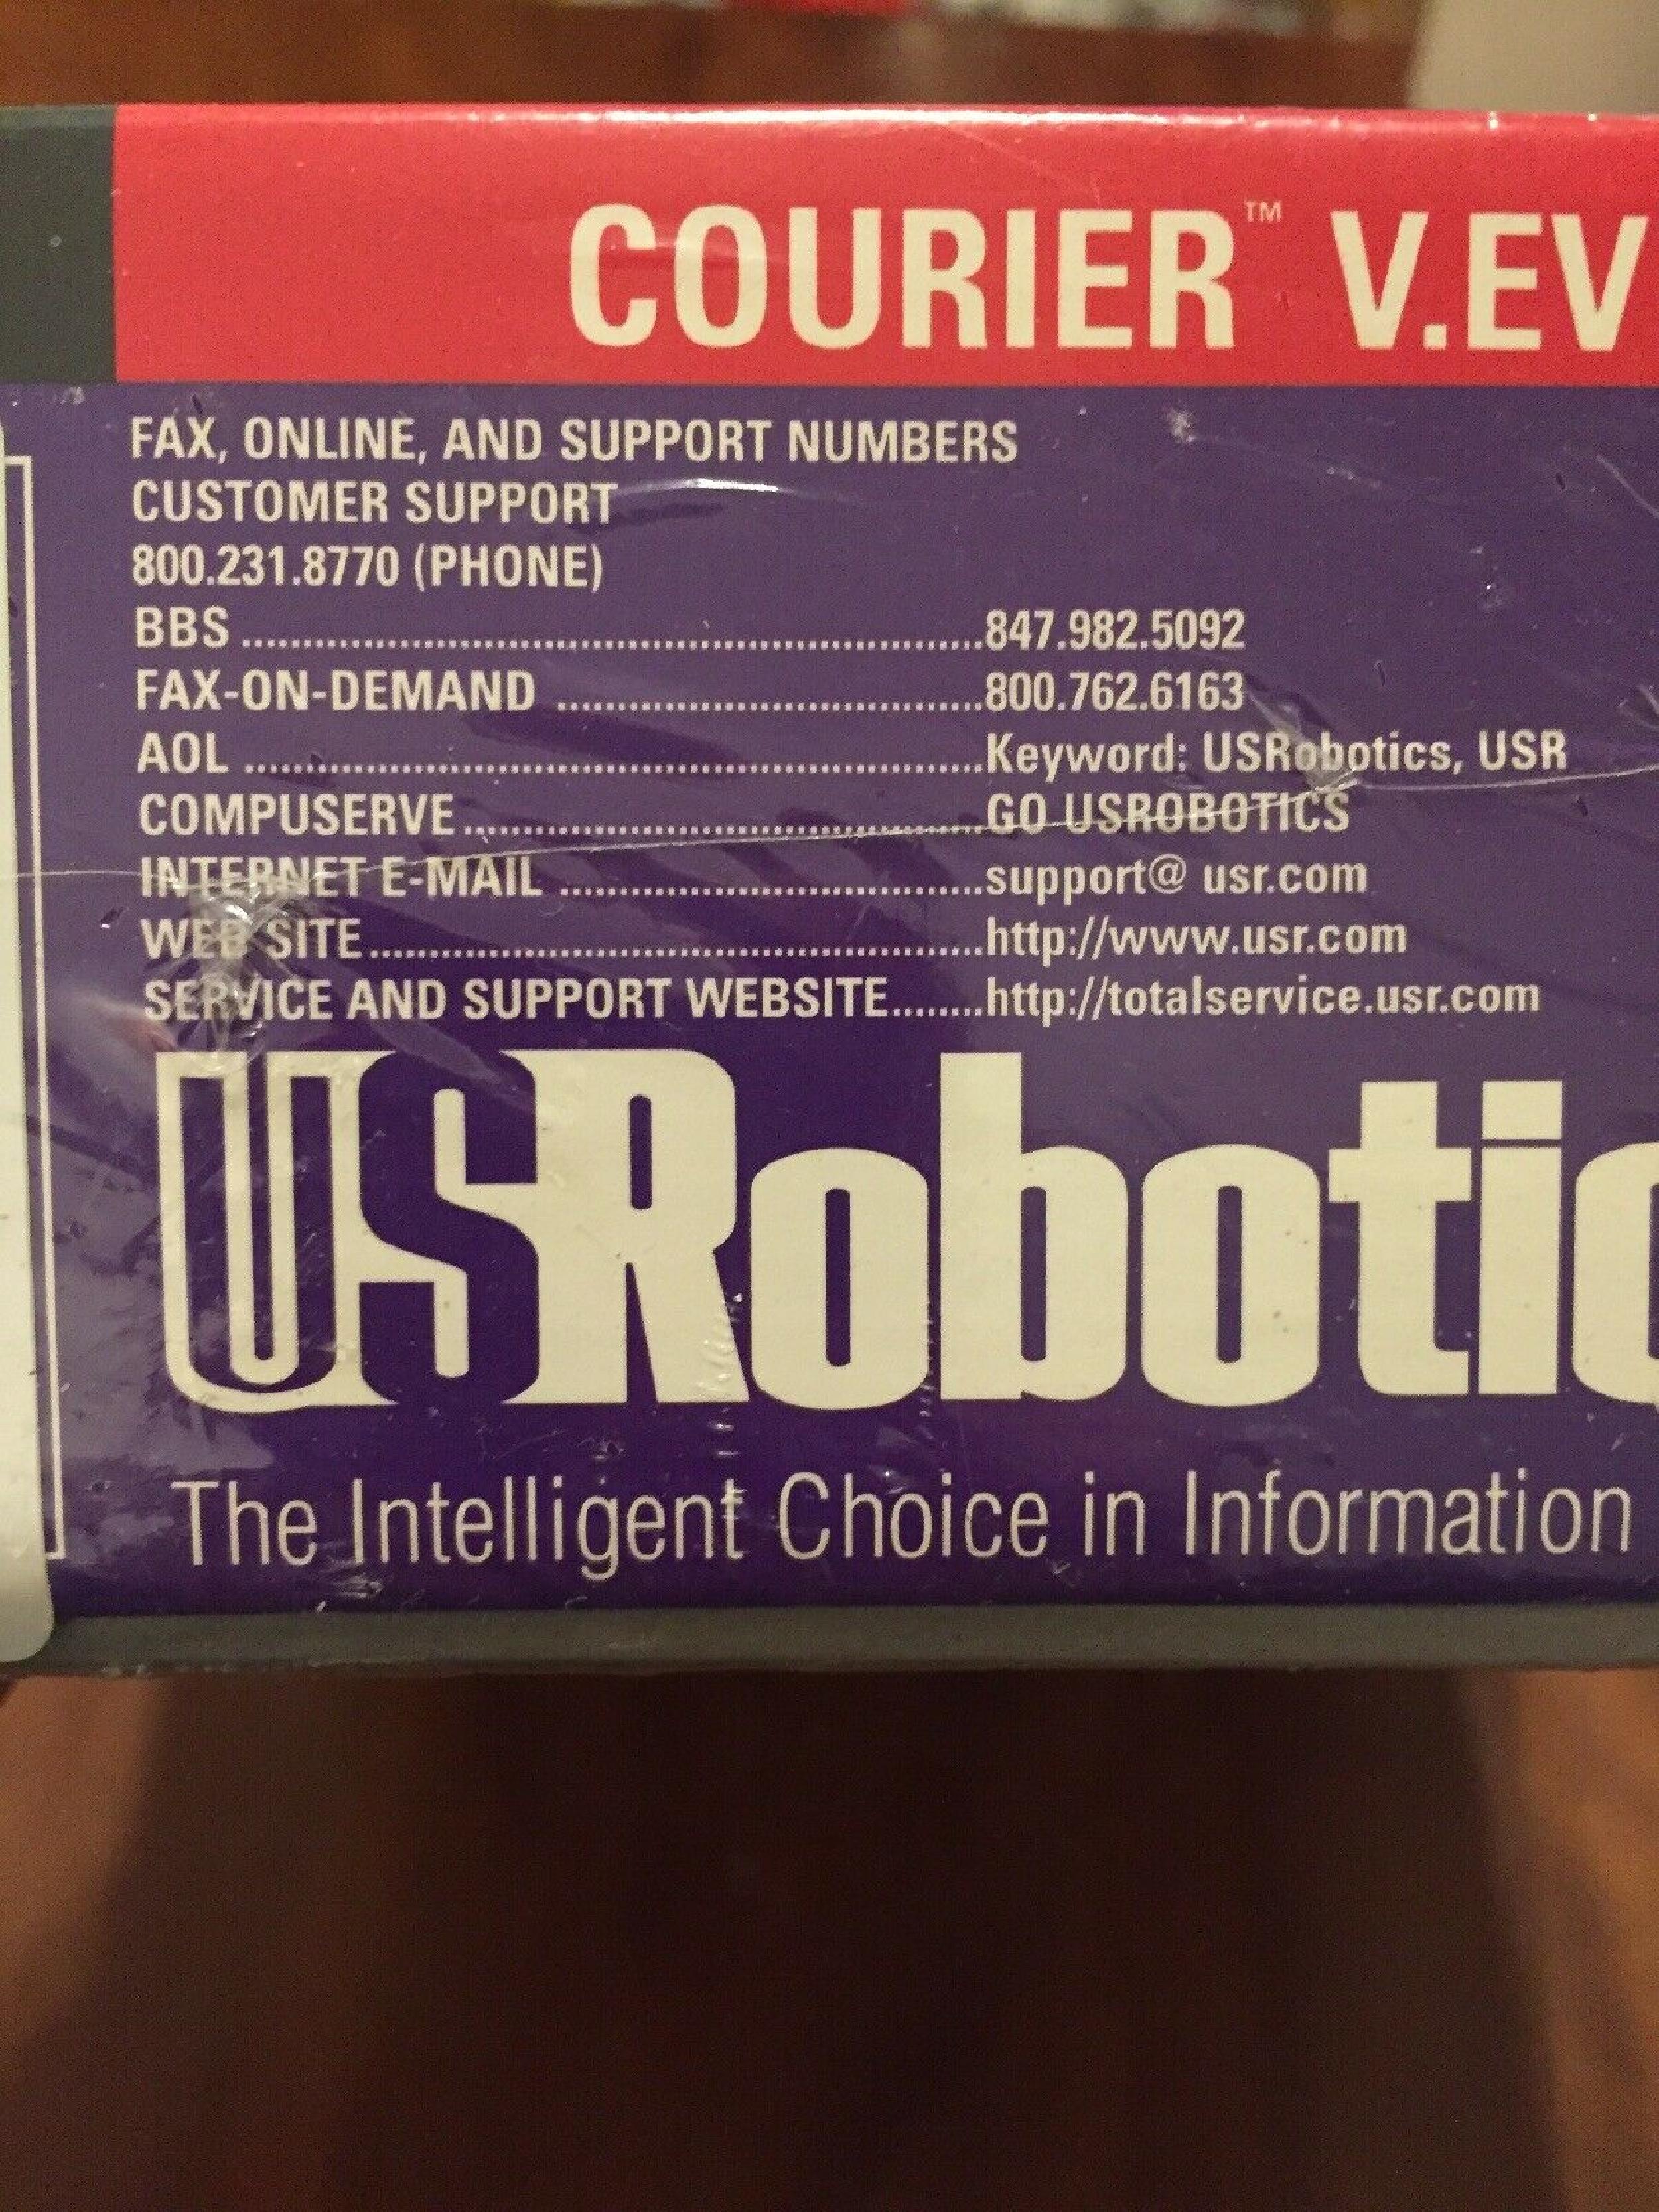 COURIER™ V.EV
FAX, ONLINE, AND SUPPORT NUMBERS
CUSTOMER SUPPORT
800.231.8770 (PHONE)
BBS ........................................................847.982.5092
FAX-ON-DEMAND ................................800.762.6163
AOL ........................................................Keyword: USRobotics, USR
COMPUSERVE.......................................GO USROBOTICS
INTERNET E-MAIL ................................support@ usr.com
WEB SITE..............................................http://www.usr.com
SERVICE AND SUPPORT WEBSITE.......http://totalservice.usr.com
USRobotic
The Intelligent Choice in Information